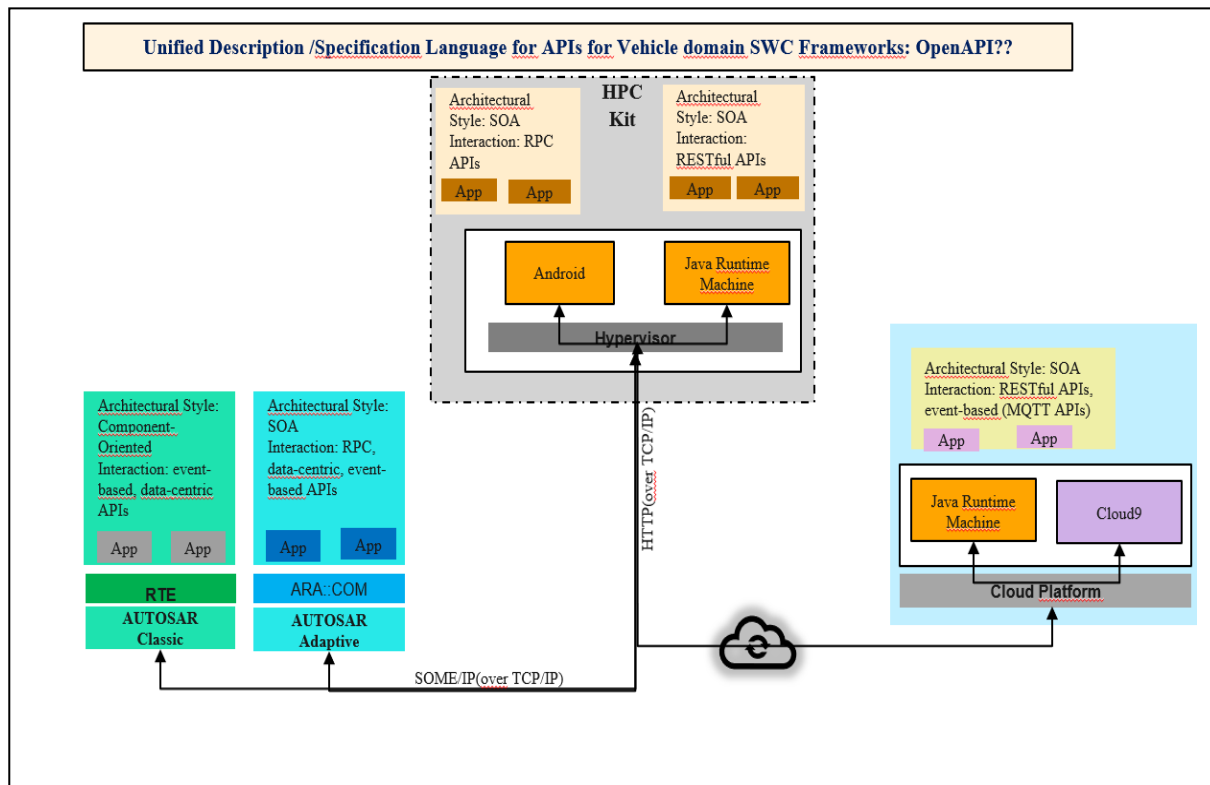 Unified Description /Specification Language for APIs for Vehicle domain SWC Frameworks: OpenAPI??
HPC
Kit
Architectural
Style: SOA
Interaction: RPC
APIs
App
App
Architectural
Style: SOA
Interaction:
RESTful APIs
App
App
Android
Java Runtime
Machine
Hypervisor
HTTP(over TCP/IP)
Architectural Style:
Component-
Oriented
Interaction: event-
based, data-centric
APIs
App
App
RTE
AUTOSAR
Classic
Architectural Style:
SOA
Interaction: RPC,
data-centric, event-
based APIs
App
App
ARA::COM
AUTOSAR
Adaptive
SOME/IP(over TCP/IP)
Architectural Style: SOA
Interaction: RESTful APIs,
event-based (MQTT APIs)
App
App
Java Runtime
Machine
Cloud9
Cloud Platform